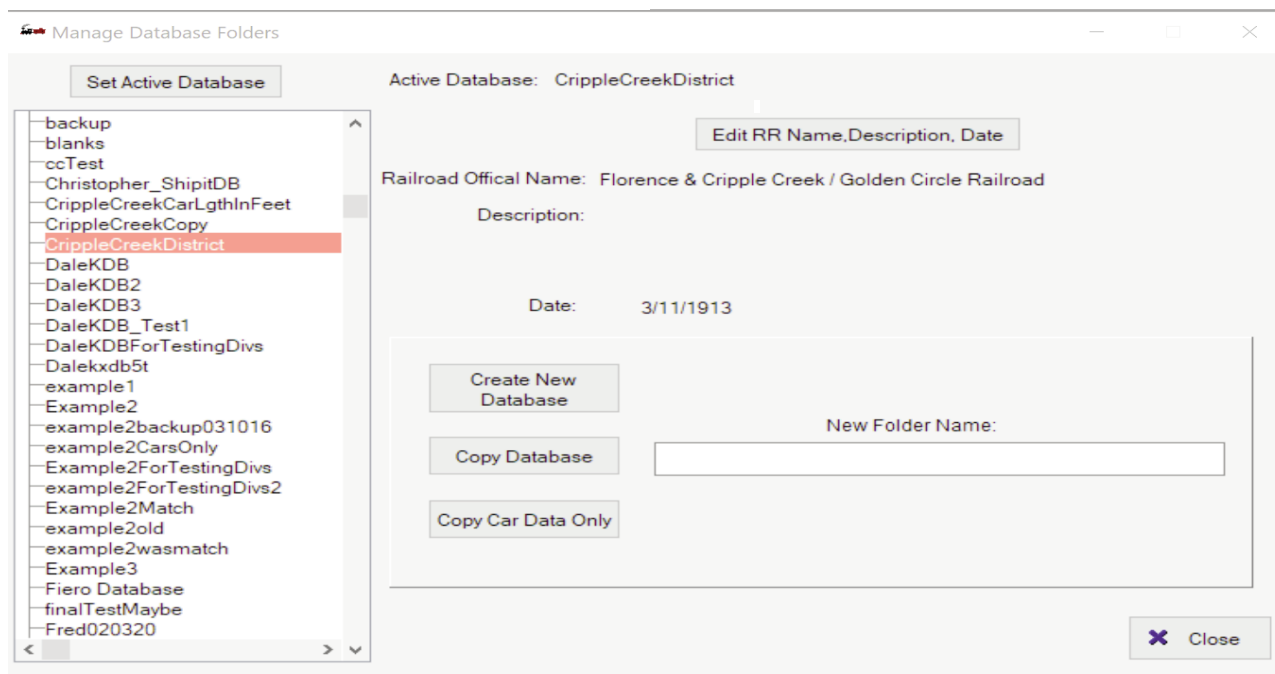 Manage Database Folders
Set Active Database
Active Database: CrippleCreekDistrict
backup
blanks
ccTest
Christopher_ShipitDB
CrippleCreekCarLgthInFeet
CrippleCreekCopy
CrippleCreekDistrict
DaleKDB
DaleKDB2
DaleKDB3
DaleKDB_Test1
DaleKDBForTestingDivs
Dalekxdb5t
example1
Example2
example2backup031016
example2CarsOnly
Example2ForTestingDivs
example2ForTestingDivs2
Example2Match
example2old
example2wasmatch
Example3
Fiero Database
finalTestMaybe
Fred020320
Edit RR Name,Description, Date
Railroad Offical Name: Florence & Cripple Creek / Golden Circle Railroad
Description:
Date: 3/11/1913
Create New
Database
Copy Database
Copy Car Data Only
New Folder Name:
Close